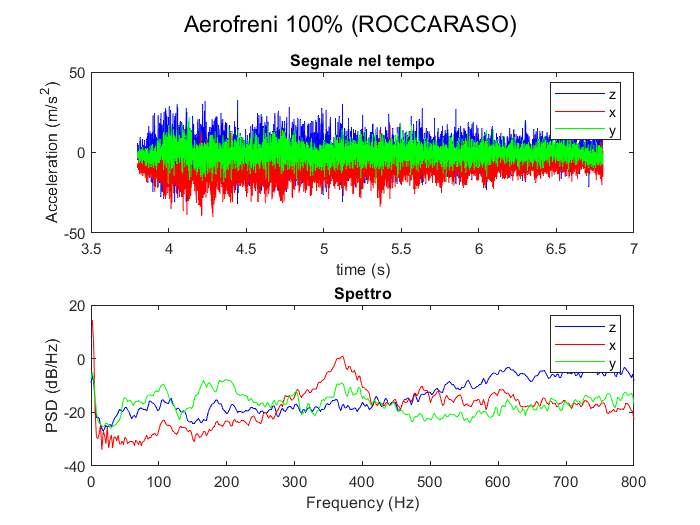 Aerofreni 100% (ROCCARASO)
Segnale nel tempo
Acceleration (m/s²)
50
0
-50
z
x
y
3.5 4 4.5 5 5.5 6 6.5 7
time (s)
Spettro
PSD (dB/Hz)
20
0
-20
-40
z
x
y
0 100 200 300 400 500 600 700 800
Frequency (Hz)